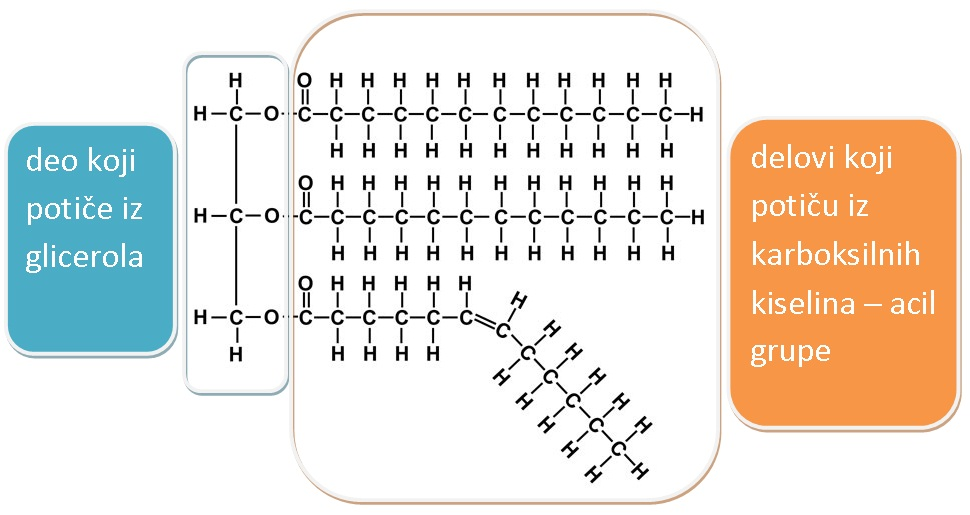 deo koji
potiče iz
glicerola
H O H H H H H H H H H H H
H–C–O–C–C–C–C–C–C–C–C–C–C–C–C–H
H H H H H H H H H H H
O H H H H H H H H H H H
H–C–O–C–C–C–C–C–C–C–C–C–C–C–C–H
H H H H H H H H H H H
O H H H H H
H–C–O–C–C–C–C–C–C=C
H H H H H
H
C H
H C H
H C H
H C H
H C H
H H
delovi koji
potiču iz
karboksilnih
kiselina – acil
grupe